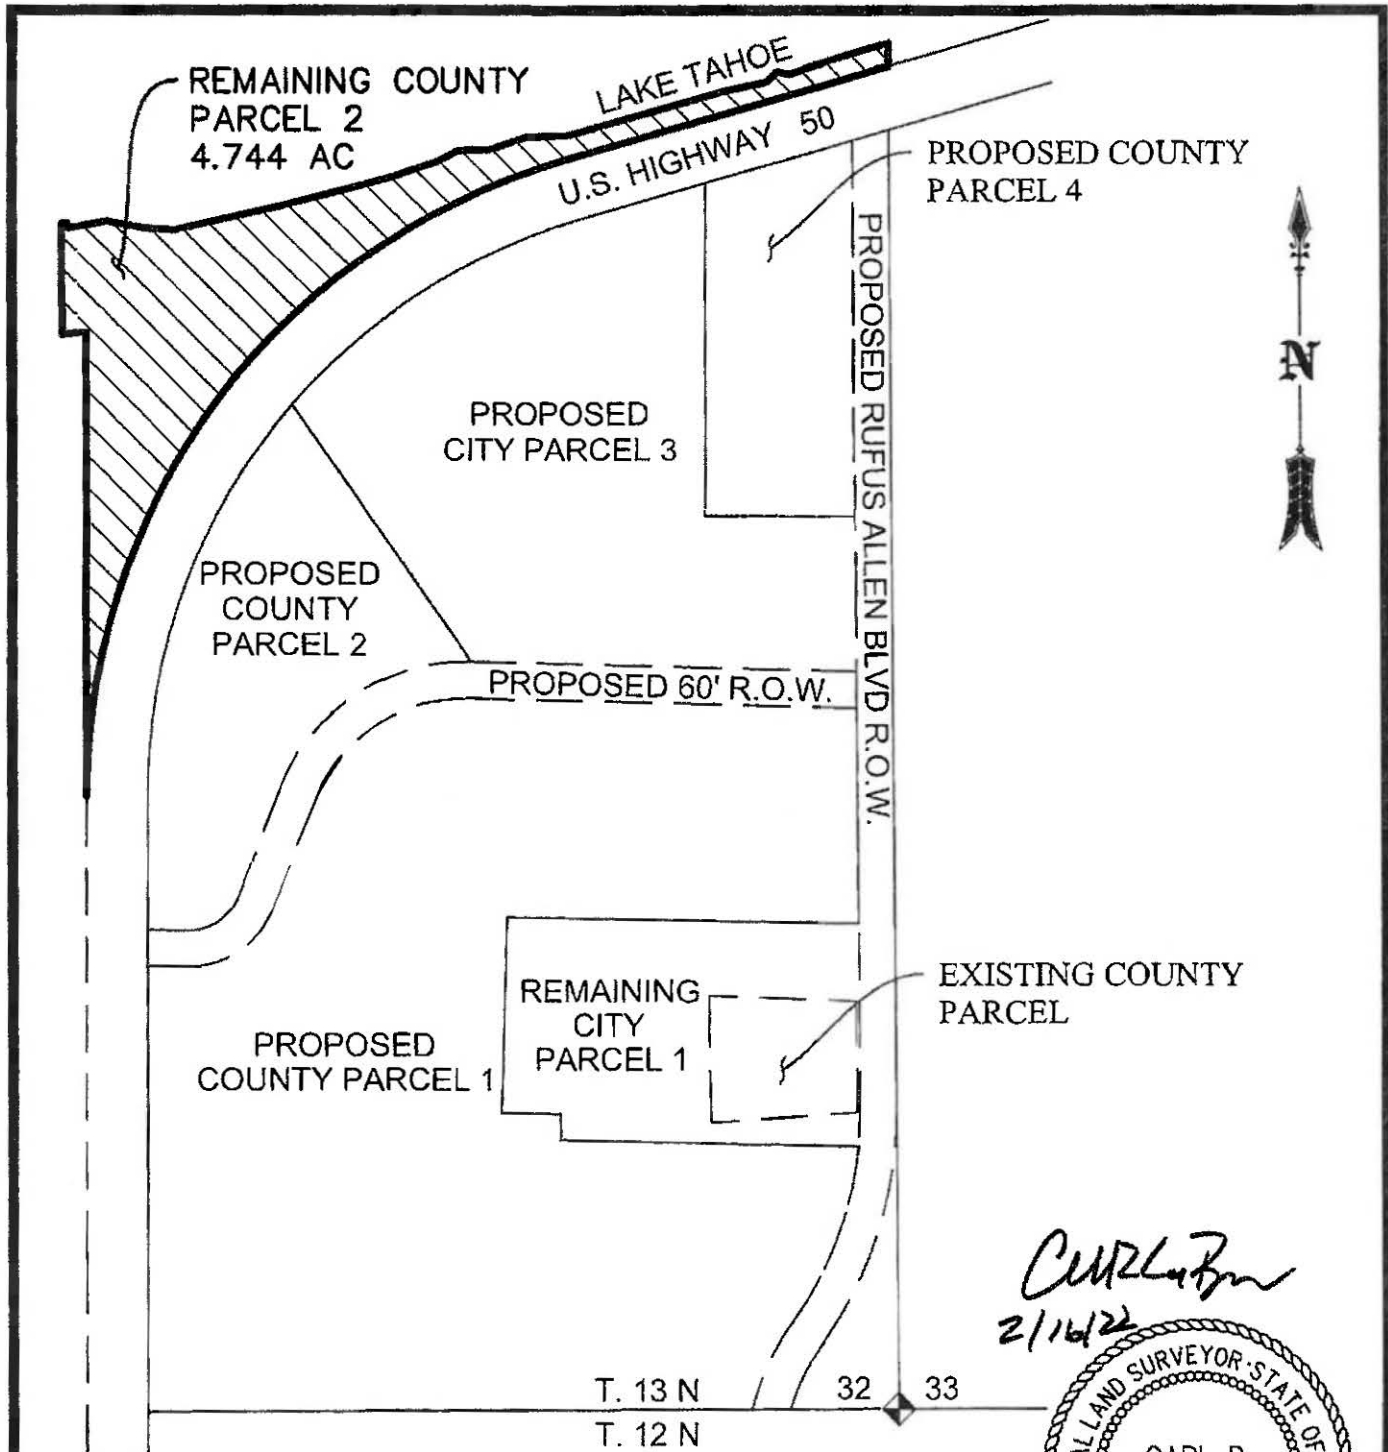 REMAINING COUNTY
PARCEL 2
4.744 AC
LAKE TAHOE
U.S. HIGHWAY 50
PROPOSED COUNTY
PARCEL 4
PROPOSED RUFUS ALLEN BLVD R.O.W.
N
PROPOSED
CITY PARCEL 3
PROPOSED
COUNTY
PARCEL 2
PROPOSED 60' R.O.W.
EXISTING COUNTY
PARCEL
REMAINING
CITY
PARCEL 1
PROPOSED
COUNTY PARCEL 1
2/16/22
LAND SURVEYOR · STATE OF
T. 13 N
32
33
T. 12 N